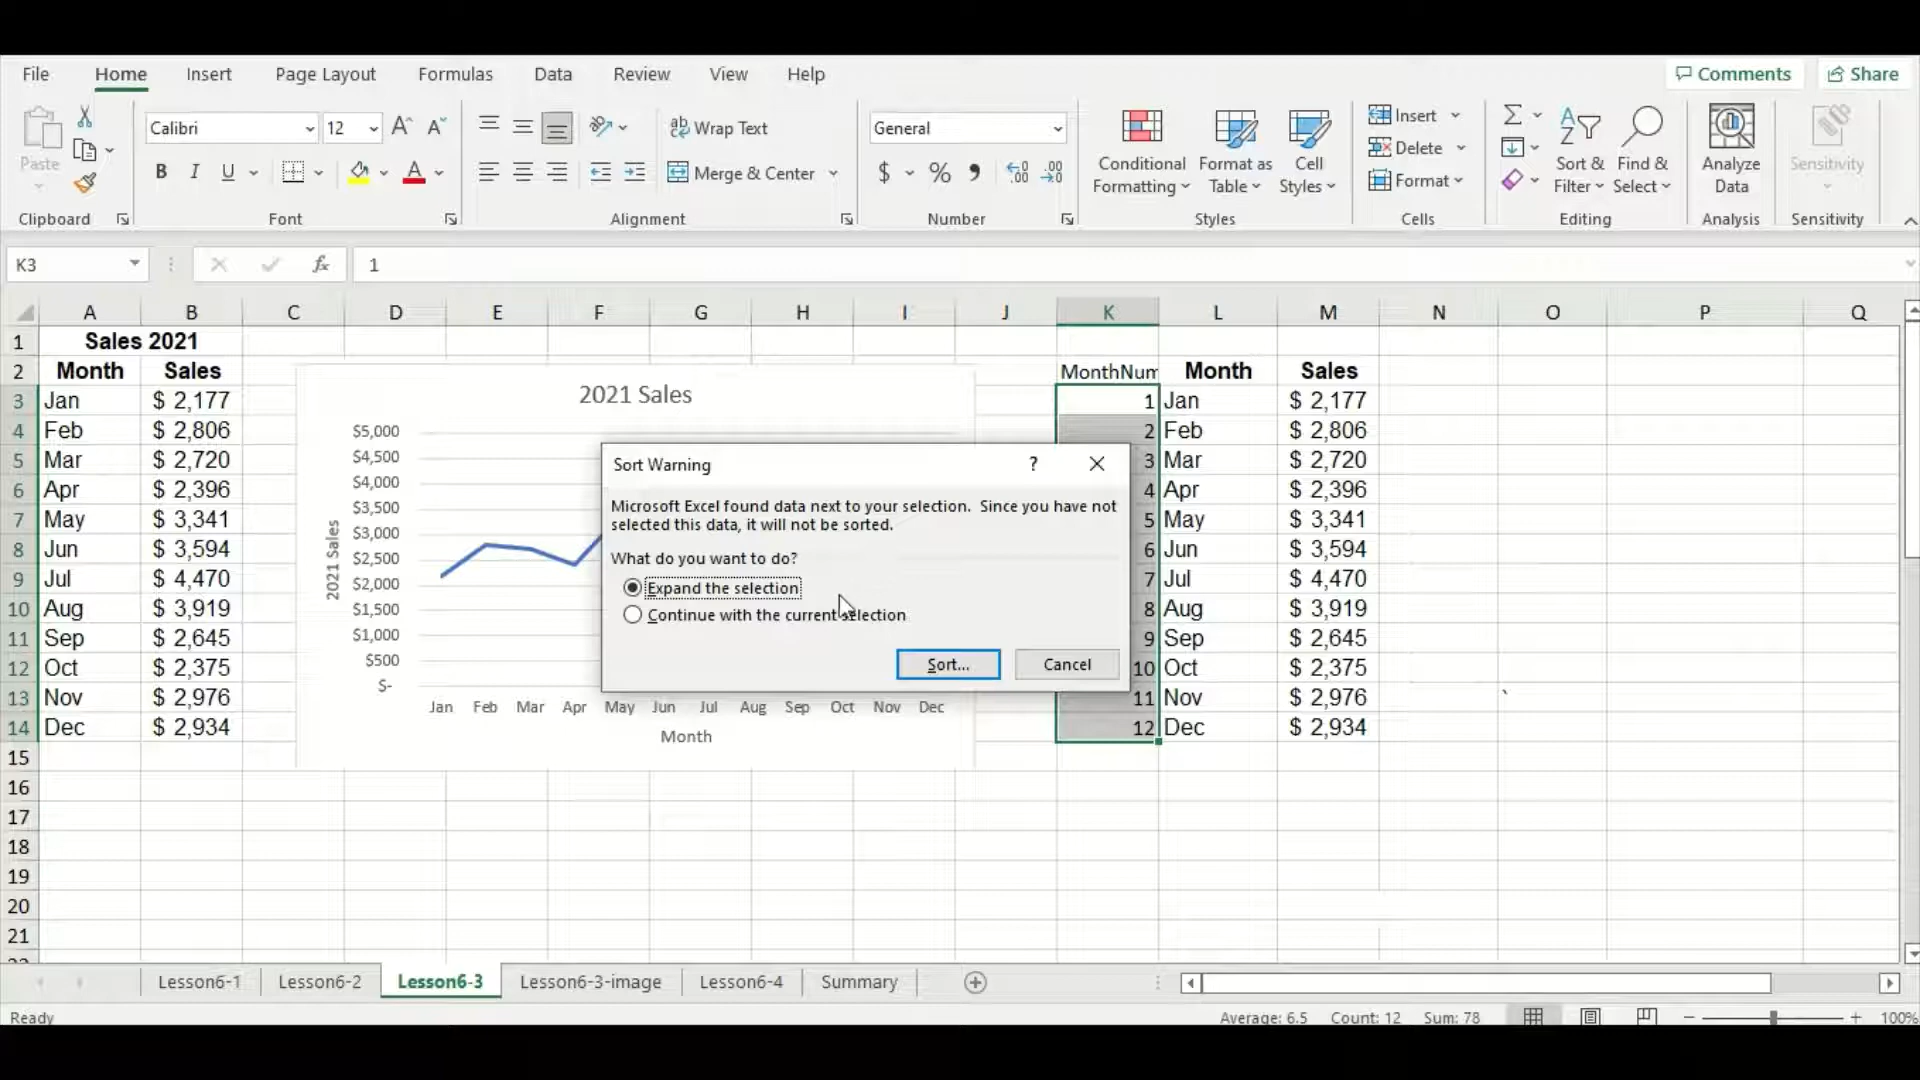 File Home Insert Page Layout Formulas Data Review View Help Comments Share
Calibri 12 Wrap Text General Insert
Paste Conditional Format as Cell Delete Sort & Find & Analyze Sensitivity
B I U Merge & Center $ % Formatting Table Styles Format Filter Select Data
Clipboard Font Alignment Number Styles Cells Editing Analysis Sensitivity
K3 fx 1
A B C D E F G H I J K L M N O P Q
1 Sales 2021
2 Month Sales MonthNum Month Sales
3 Jan $ 2,177 1 Jan $ 2,177
4 Feb $ 2,806 2 Feb $ 2,806
5 Mar $ 2,720 3 Mar $ 2,720
6 Apr $ 2,396 4 Apr $ 2,396
7 May $ 3,341 5 May $ 3,341
8 Jun $ 3,594 6 Jun $ 3,594
9 Jul $ 4,470 7 Jul $ 4,470
10 Aug $ 3,919 8 Aug $ 3,919
11 Sep $ 2,645 9 Sep $ 2,645
12 Oct $ 2,375 10 Oct $ 2,375
13 Nov $ 2,976 11 Nov $ 2,976 `
14 Dec $ 2,934 12 Dec $ 2,934
15
16
17
18
19
20
21
2021 Sales
$5,000
$4,500
$4,000
$3,500
$3,000
$2,500
$2,000
$1,500
$1,000
$500
$-
2021 Sales
Jan Feb Mar Apr May Jun Jul Aug Sep Oct Nov Dec
Month
Sort Warning ?
Microsoft Excel found data next to your selection. Since you have not
selected this data, it will not be sorted.
What do you want to do?
Expand the selection
Continue with the current selection
Sort... Cancel
Lesson6-1 Lesson6-2 Lesson6-3 Lesson6-3-image Lesson6-4 Summary
Ready Average: 6.5 Count: 12 Sum: 78 100%